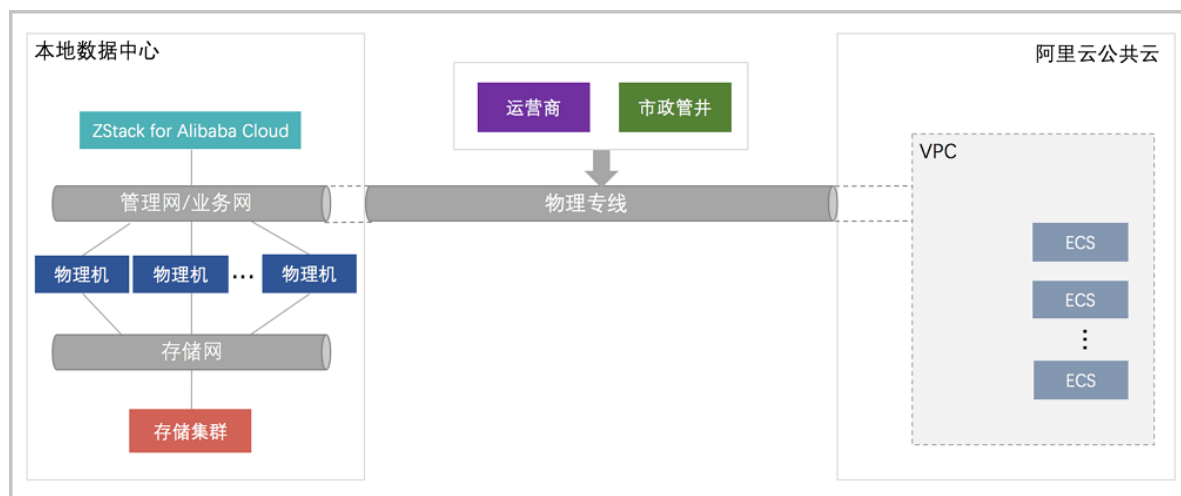 本地数据中心
ZStack for Alibaba Cloud
管理网/业务网
物理机
物理机
...
物理机
存储网
存储集群
运营商
市政管井
物理专线
阿里云公共云
VPC
ECS
ECS
⋮
ECS